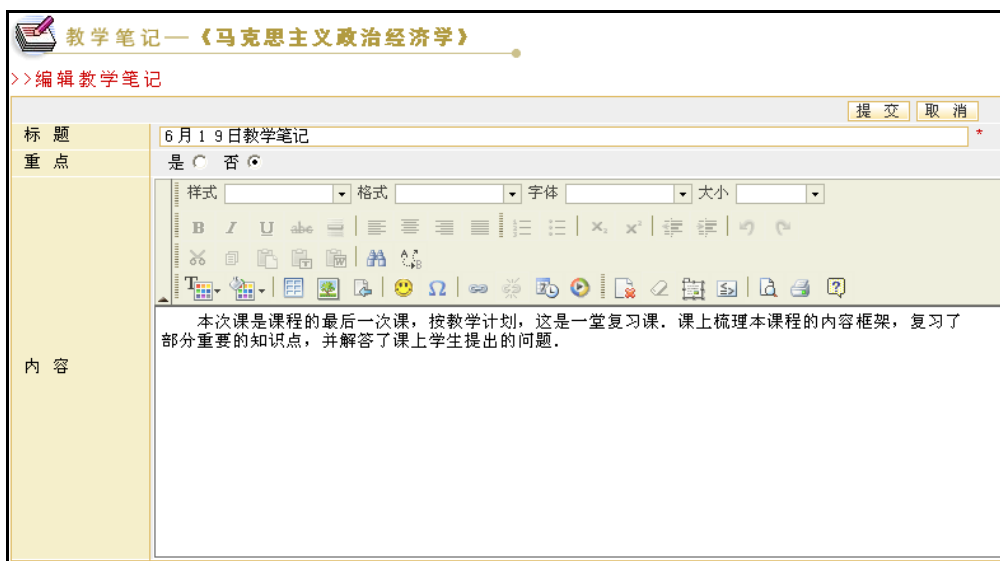 教学笔记—《马克思主义政治经济学》
>>编辑教学笔记
提 交 取 消
标 题 6月19日教学笔记 *
重 点 是 否
样式 格式 字体 大小
B I U abc X₂ X²
内 容
本次课是课程的最后一次课，按教学计划，这是一堂复习课．课上梳理本课程的内容框架，复习了
部分重要的知识点，并解答了课上学生提出的问题．